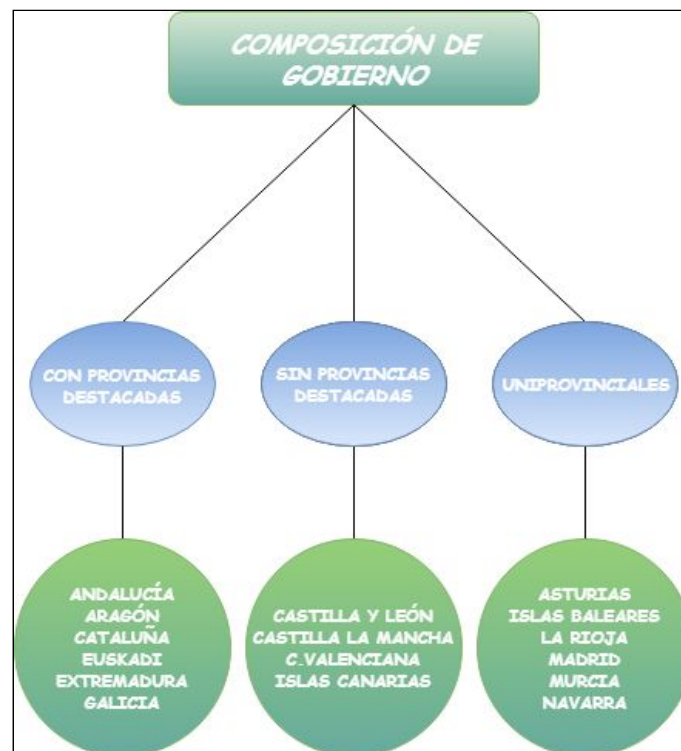 COMPOSICIÓN DE
GOBIERNO
CON PROVINCIAS
DESTACADAS
SIN PROVINCIAS
DESTACADAS
UNIPROVINCIALES
ANDALUCÍA
ARAGÓN
CATALUÑA
EUSKADI
EXTREMADURA
GALICIA
CASTILLA Y LEÓN
CASTILLA LA MANCHA
C.VALENCIANA
ISLAS CANARIAS
ASTURIAS
ISLAS BALEARES
LA RIOJA
MADRID
MURCIA
NAVARRA